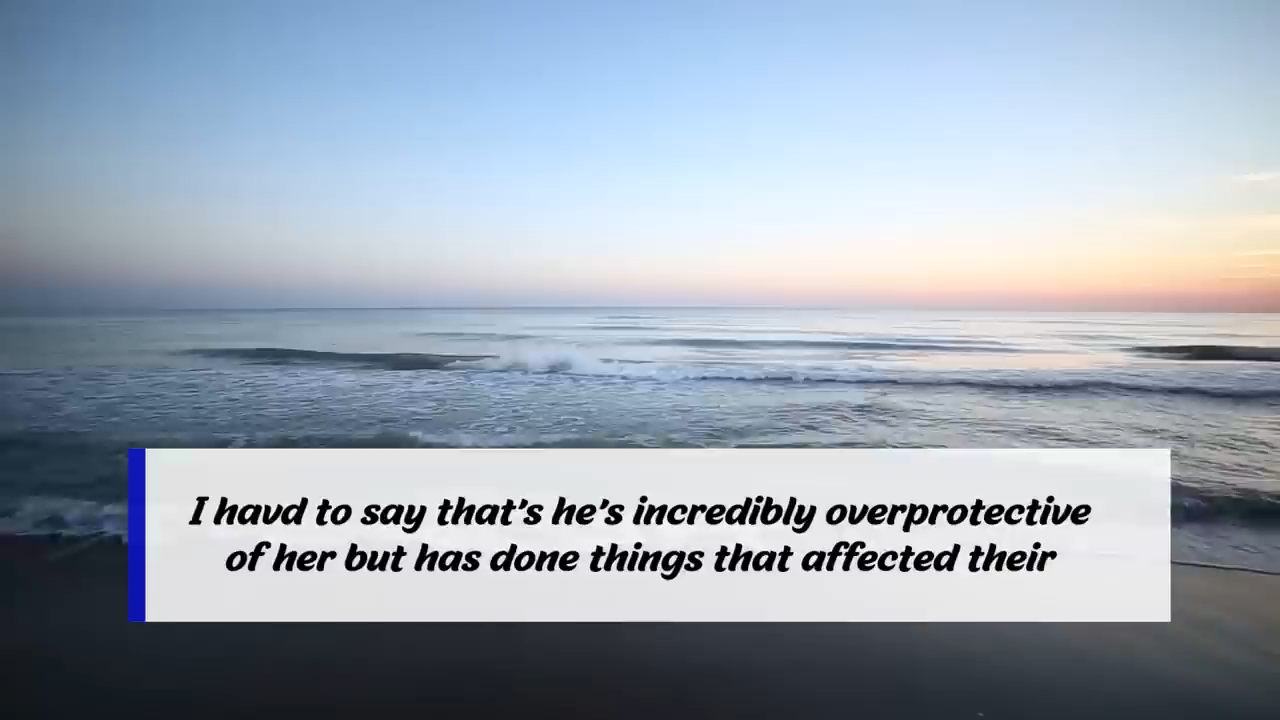 I havd to say that's he's incredibly overprotective
of her but has done things that affected their